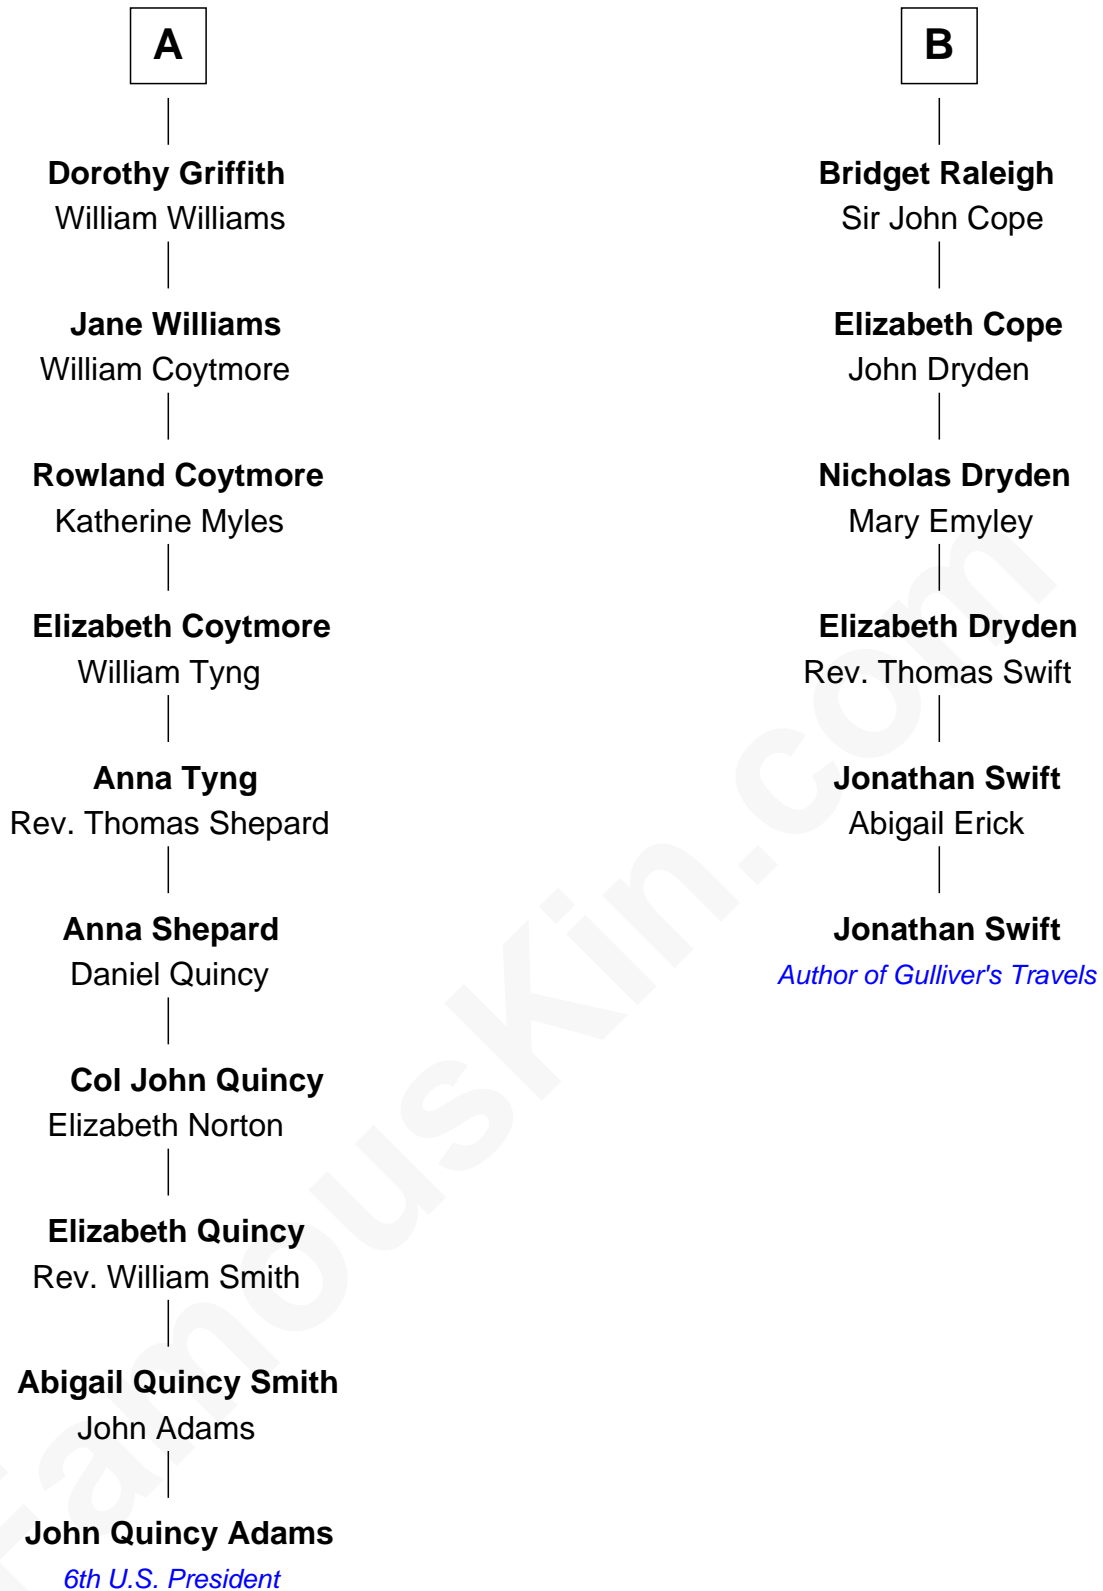 A
Dorothy Griffith
William Williams
Jane Williams
William Coytmore
Rowland Coytmore
Katherine Myles
Elizabeth Coytmore
William Tyng
Anna Tyng
Rev. Thomas Shepard
Anna Shepard
Daniel Quincy
Col John Quincy
Elizabeth Norton
Elizabeth Quincy
Rev. William Smith
Abigail Quincy Smith
John Adams
John Quincy Adams
6th U.S. President
B
Bridget Raleigh
Sir John Cope
Elizabeth Cope
John Dryden
Nicholas Dryden
Mary Emyley
Elizabeth Dryden
Rev. Thomas Swift
Jonathan Swift
Abigail Erick
Jonathan Swift
Author of Gulliver's Travels
FamousKin.com